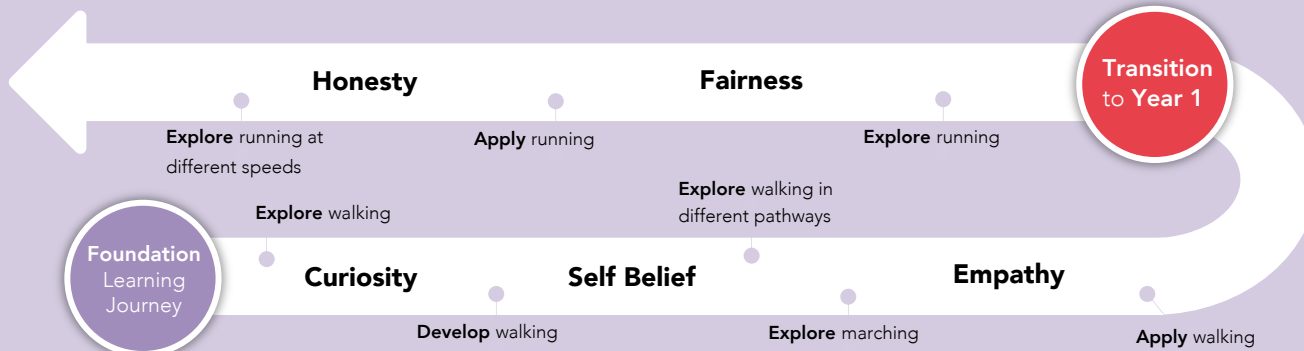 Honesty
Fairness
Transition
to Year 1
Explore running at
different speeds
Apply running
Explore running
Explore walking
Explore walking in
different pathways
Foundation
Learning
Journey
Curiosity
Self Belief
Empathy
Develop walking
Explore marching
Apply walking